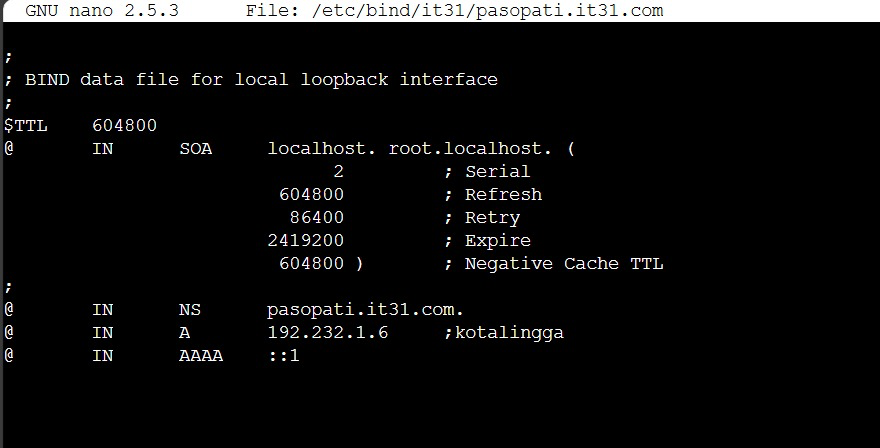 GNU nano 2.5.3      File: /etc/bind/it31/pasopati.it31.com
;
; BIND data file for local loopback interface
;
$TTL    604800
@       IN      SOA     localhost. root.localhost. (
                              2         ; Serial
                         604800         ; Refresh
                          86400         ; Retry
                        2419200         ; Expire
                         604800 )       ; Negative Cache TTL
;
@       IN      NS      pasopati.it31.com.
@       IN      A       192.232.1.6     ;kotalingga
@       IN      AAAA    ::1